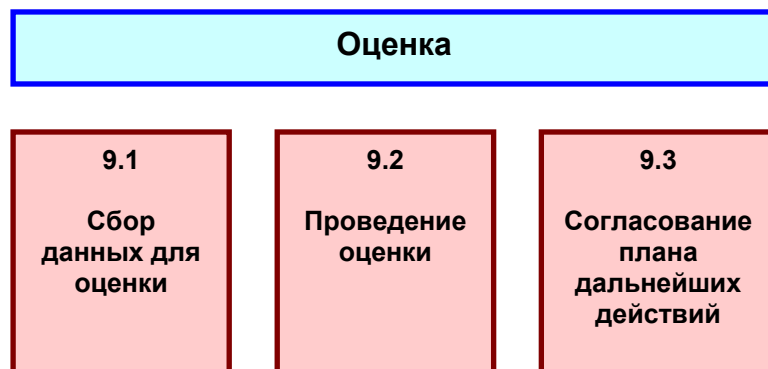 Оценка
9.1
Сбор
данных для
оценки
9.2
Проведение
оценки
9.3
Согласование
плана
дальнейших
действий